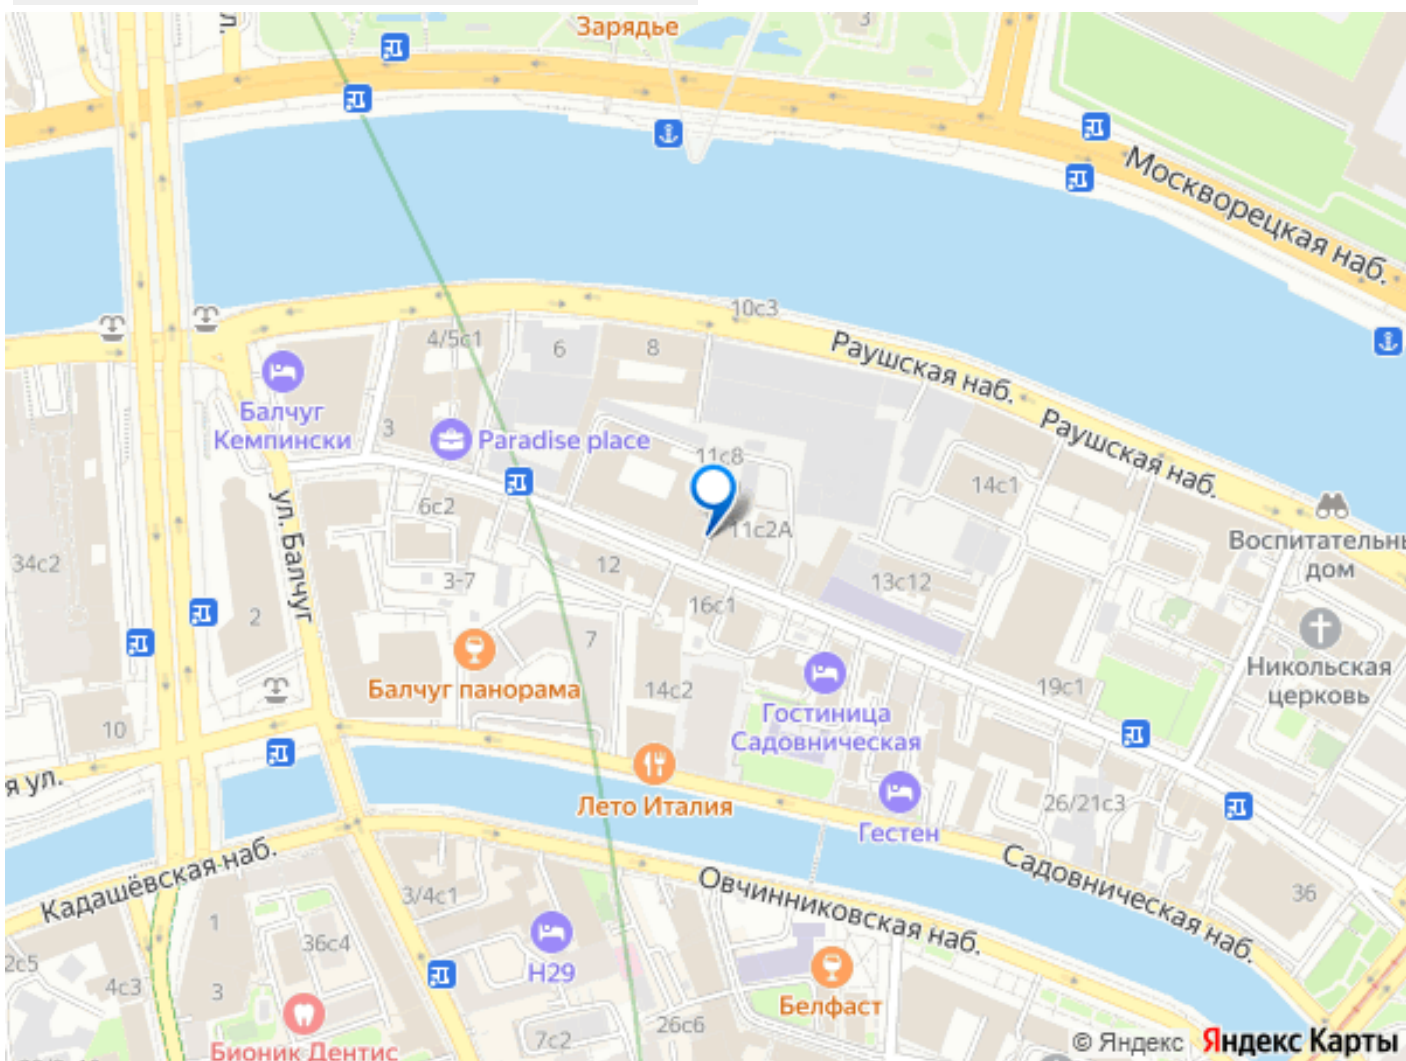 ул.
Зарядье
3
Москворецкая наб.
10с3
4/5с1
6
8
Раушская наб.
Раушская наб.
Балчуг
Кемпински
3
Paradise place
11с8
14с1
6с2
ул. Балчуг
11с2А
Воспитательнь
дом
34с2
12
3-7
13с12
16с1
2
7
Никольская
церковь
Балчуг панорама
14с2
19с1
10
Гостиница
Садовническая
я ул.
Лето Италия
26/21с3
Гестен
Кадашёвская наб.
Садовническая наб.
3/4с1
Овчинниковская наб.
36
1
36с4
Н29
2с5
4с3
3
Белфаст
26с6
7с2
Бионик Дентис
© Яндекс Яндекс Карты